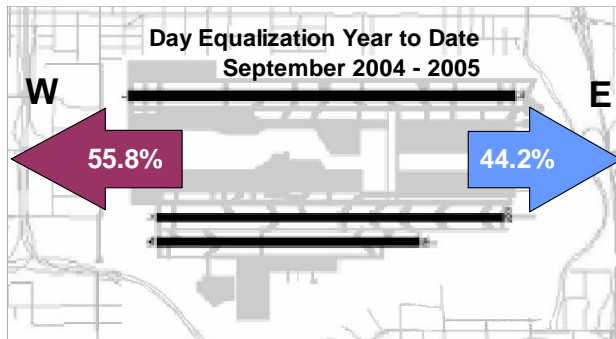 Day Equalization Year to Date
September 2004 - 2005
W
E
55.8%
44.2%